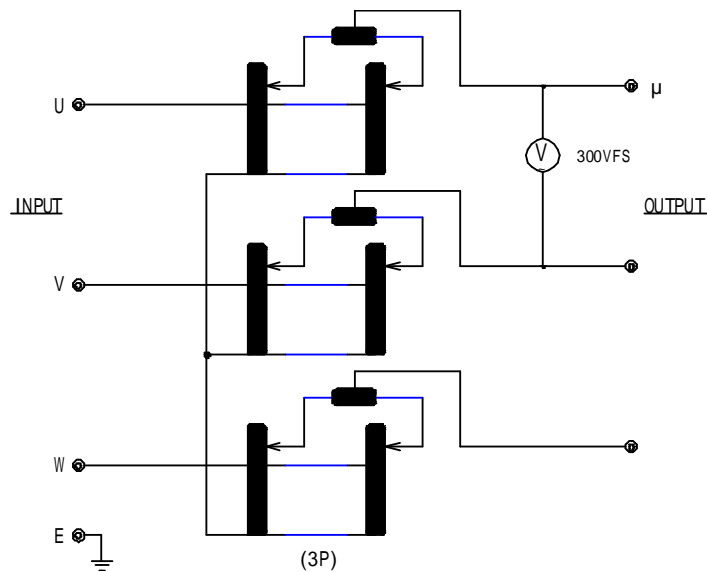 U
µ
V
300VFS
INPUT
OUTPUT
V
W
E
(3P)